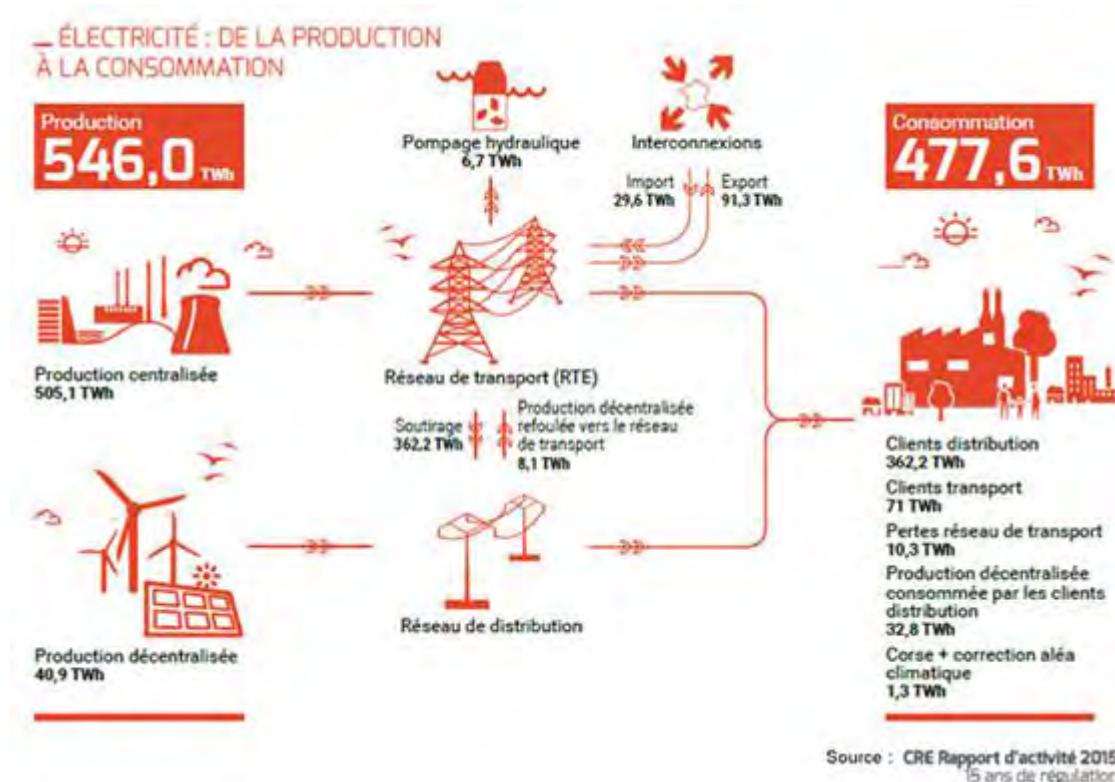 _ ÉLECTRICITÉ : DE LA PRODUCTION
À LA CONSOMMATION
Production
546,0 TWh
Pompage hydraulique
6,7 TWh
Interconnexions
Import
29,6 TWh
Export
91,3 TWh
Consommation
477,6 TWh
Production centralisée
505,1 TWh
Réseau de transport (RTE)
Soutirage
362,2 TWh
Production décentralisée
refoulée vers le réseau
de transport
8,1 TWh
Production décentralisée
40,9 TWh
Réseau de distribution
Clients distribution
362,2 TWh
Clients transport
71 TWh
Pertes réseau de transport
10,3 TWh
Production décentralisée
consommée par les clients
distribution
32,8 TWh
Corse + correction aléa
climatique
1,3 TWh
Source : CRE Rapport d'activité 2015
15 ans de régulation